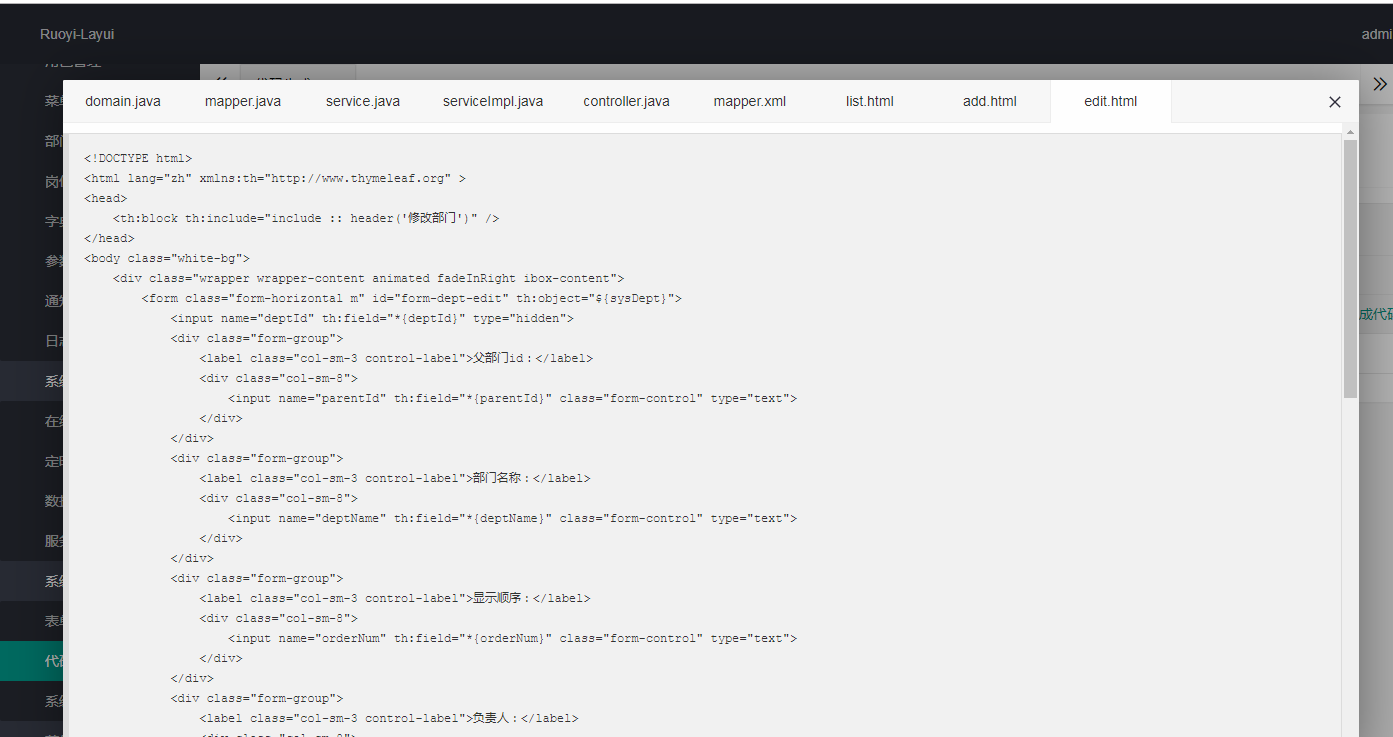 Ruoyi-Layui
domain.java mapper.java service.java serviceImpl.java controller.java mapper.xml list.html add.html edit.html
<!DOCTYPE html>
<html lang="zh" xmlns:th="http://www.thymeleaf.org" >
<head>
    <th:block th:include="include :: header('修改部门')" />
</head>
<body class="white-bg">
    <div class="wrapper wrapper-content animated fadeInRight ibox-content">
        <form class="form-horizontal m" id="form-dept-edit" th:object="${sysDept}">
            <input name="deptId" th:field="*{deptId}" type="hidden">
            <div class="form-group">
                <label class="col-sm-3 control-label">父部门id：</label>
                <div class="col-sm-8">
                    <input name="parentId" th:field="*{parentId}" class="form-control" type="text">
                </div>
            </div>
            <div class="form-group">
                <label class="col-sm-3 control-label">部门名称：</label>
                <div class="col-sm-8">
                    <input name="deptName" th:field="*{deptName}" class="form-control" type="text">
                </div>
            </div>
            <div class="form-group">
                <label class="col-sm-3 control-label">显示顺序：</label>
                <div class="col-sm-8">
                    <input name="orderNum" th:field="*{orderNum}" class="form-control" type="text">
                </div>
            </div>
            <div class="form-group">
                <label class="col-sm-3 control-label">负责人：</label>